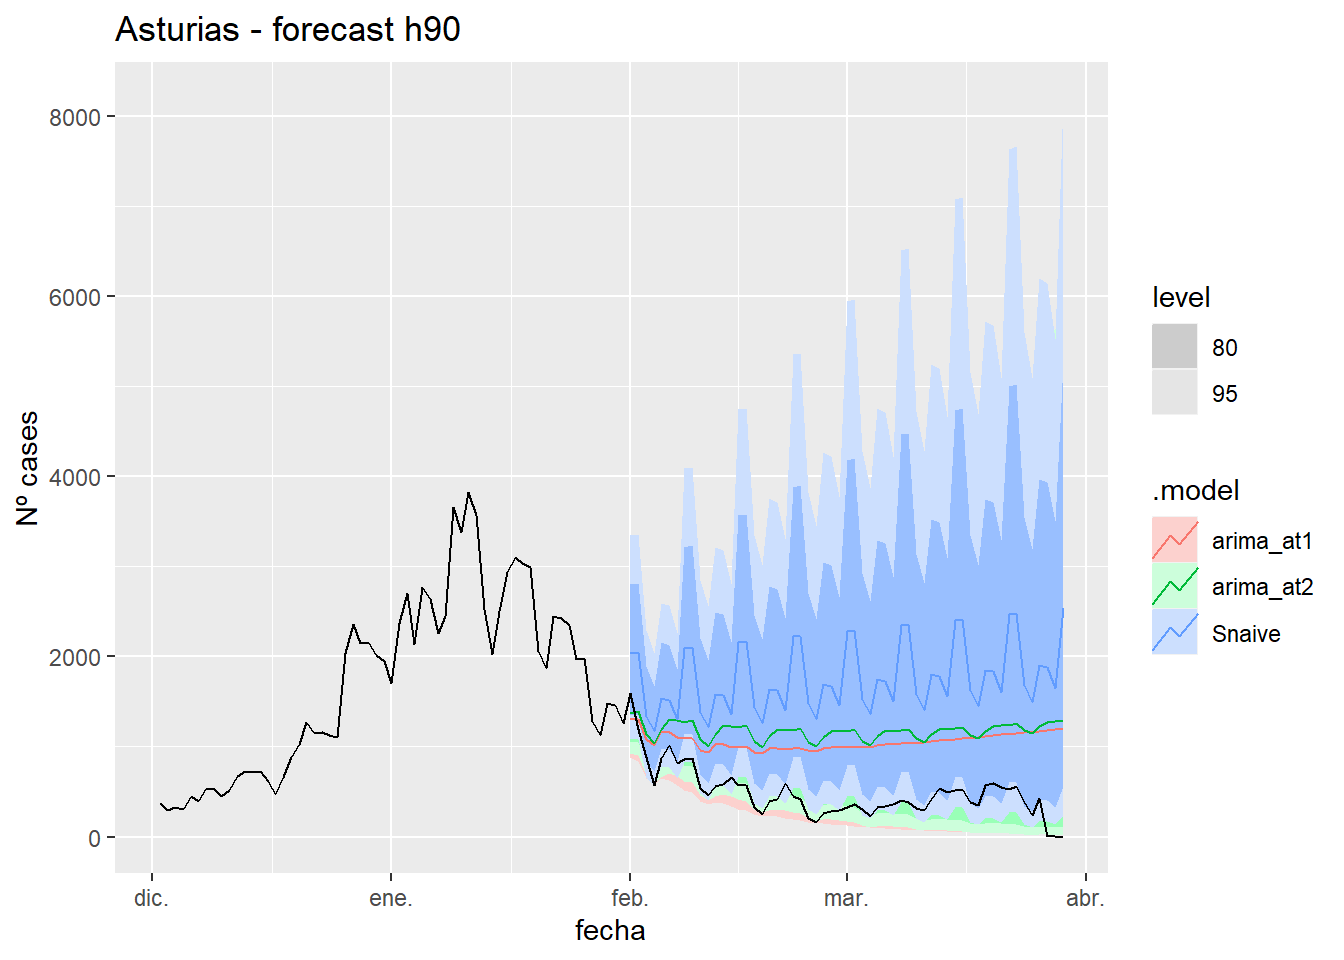 Asturias - forecast h90
Nº cases
8000
6000
4000
2000
0
dic.
ene.
feb.
mar.
abr.
fecha
level
80
95
.model
arima_at1
arima_at2
Snaive